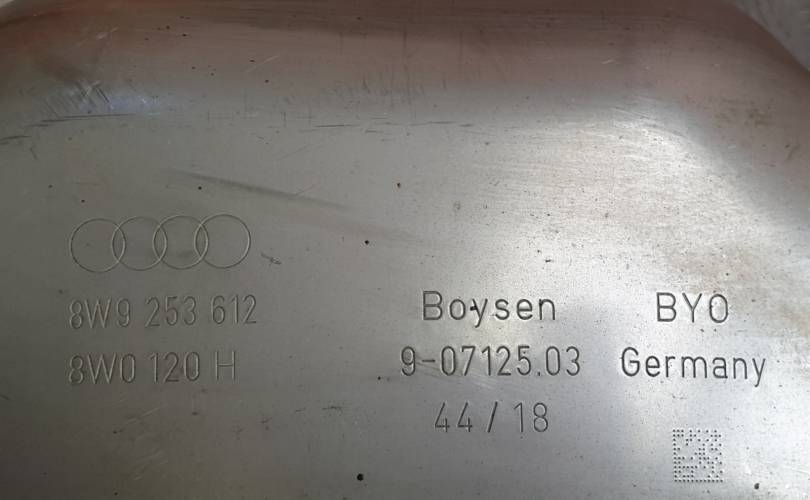 8W9 253 612
8W0 120 H
Boysen
9-07125.03
44 / 18
BYO
Germany